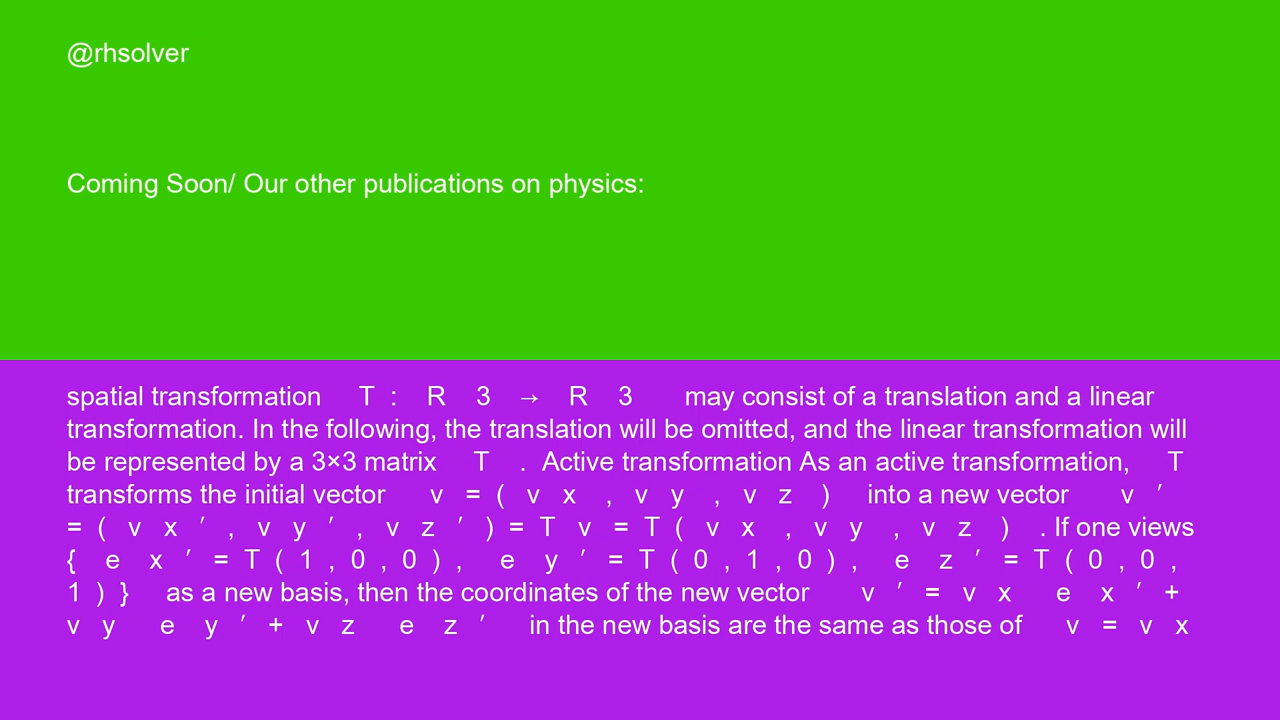 @rhsolver
Coming Soon/ Our other publications on physics:
spatial transformation T : R 3 → R 3 may consist of a translation and a linear
transformation. In the following, the translation will be omitted, and the linear transformation will
be represented by a 3×3 matrix T . Active transformation As an active transformation, T
transforms the initial vector v = ( v x , v y , v z ) into a new vector v ′
= ( v x ′ , v y ′ , v z ′ ) = T v = T ( v x , v y , v z ) . If one views
{ e x ′ = T ( 1 , 0 , 0 ) , e y ′ = T ( 0 , 1 , 0 ) , e z ′ = T ( 0 , 0 ,
1 ) } as a new basis, then the coordinates of the new vector v ′ = v x e x ′ +
v y e y ′ + v z e z ′ in the new basis are the same as those of v = v x